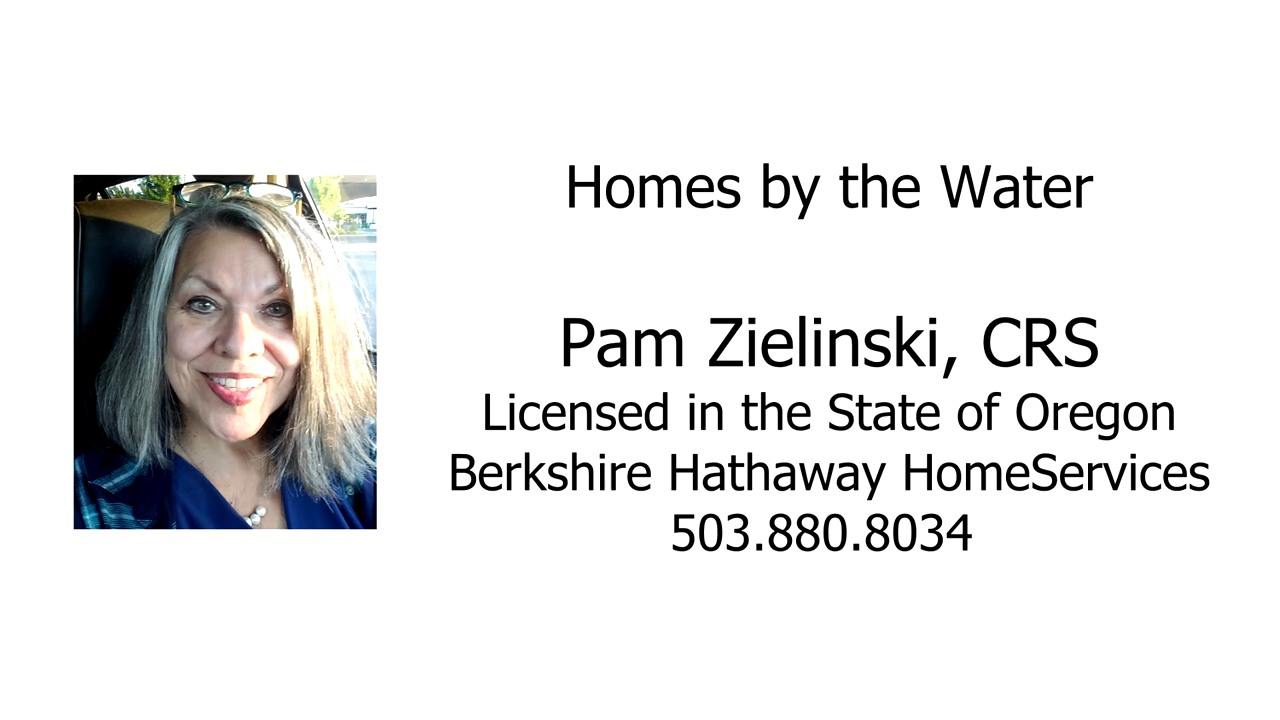 Homes by the Water
Pam Zielinski, CRS
Licensed in the State of Oregon
Berkshire Hathaway HomeServices
503.880.8034